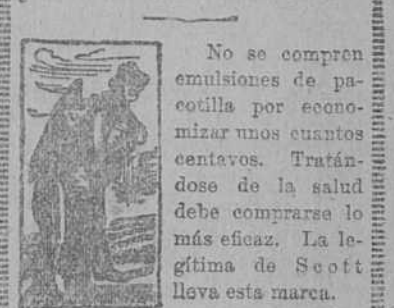 No se compren
emulsiones de pa-
cotilla por econo-
mizar unos cuantos
centavos. Tratán-
dose de la salud
debe comprarse lo
más eficaz. La le-
gítima de Scott
lleva esta marca.